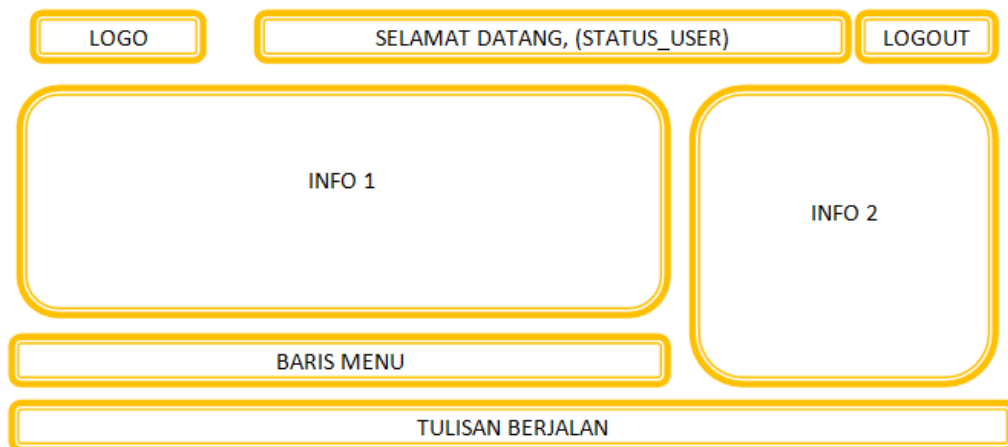 LOGO
SELAMAT DATANG, (STATUS_USER)
LOGOUT
INFO 1
INFO 2
BARIS MENU
TULISAN BERJALAN